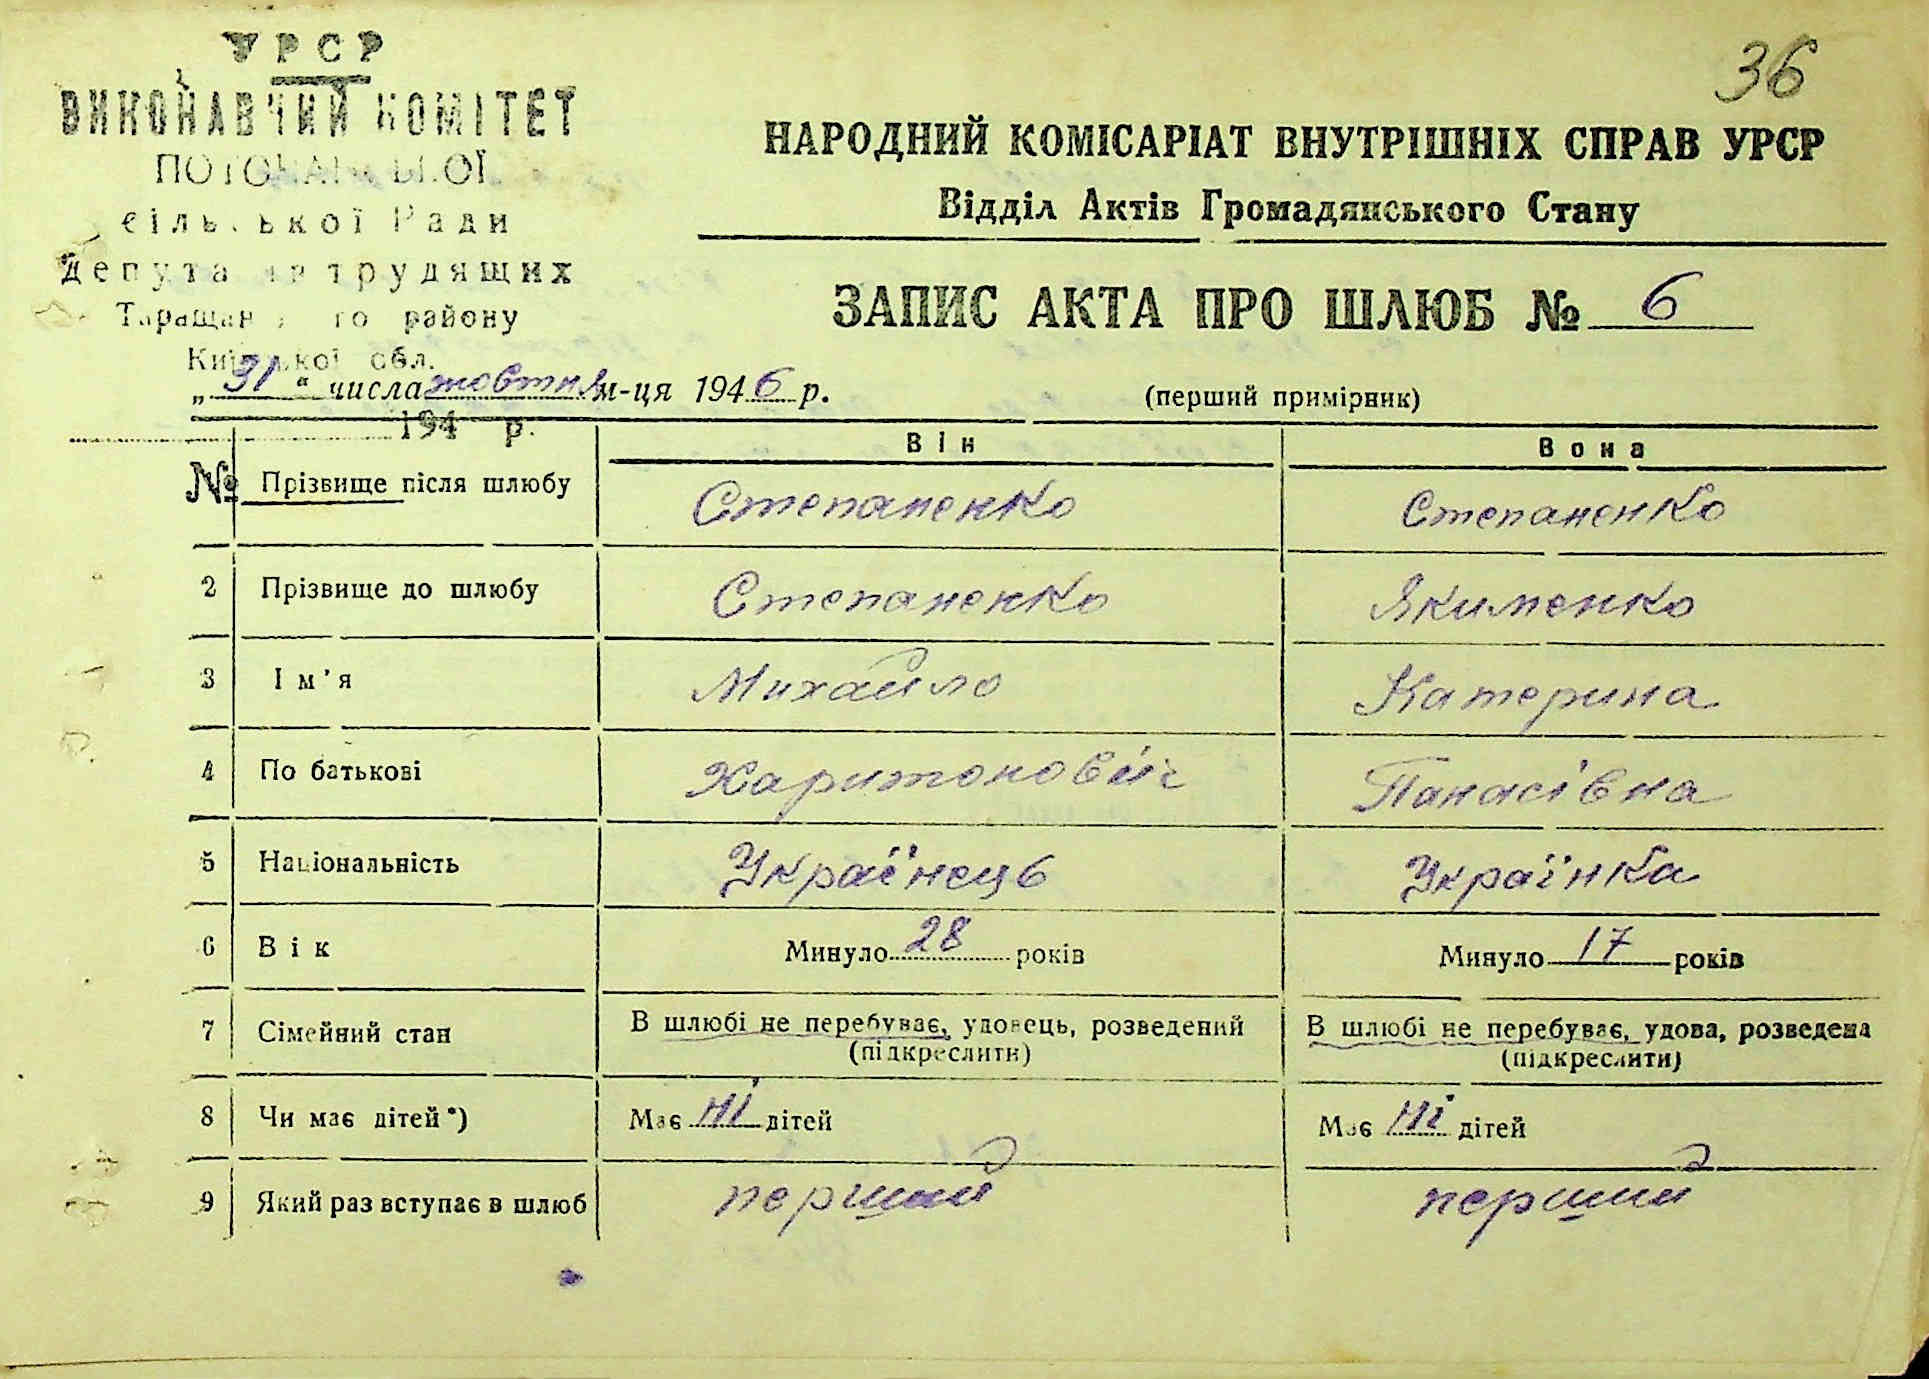 36
УРСР
ВИКОНАВЧИЙ КОМІТЕТ
сільської Ради
Депутатів трудящих
Таращанського району
Київської обл.
194 р.
№
НАРОДНИЙ КОМІСАРІАТ ВНУТРІШНІХ СПРАВ УРСР
Відділ Актів Громадянського Стану
ЗАПИС АКТА ПРО ШЛЮБ № 6
„31“ числа жовтня м-ця 1946 р. (перший примірник)
Він Вона
Прізвище після шлюбу Степаненко Степаненко
2 Прізвище до шлюбу Степаненко Якименко
3 Ім'я Михайло Катерина
4 По батькові Харитонович Панасівна
5 Національність Українець Українка
6 Вік Минуло 28 років Минуло 17 років
7 Сімейний стан В шлюбі не перебуває, удовець, розведений В шлюбі не перебуває, удова, розведена
(підкреслити) (підкреслити)
8 Чи має дітей*) Має ні дітей Має ні дітей
9 Який раз вступає в шлюб перший перший